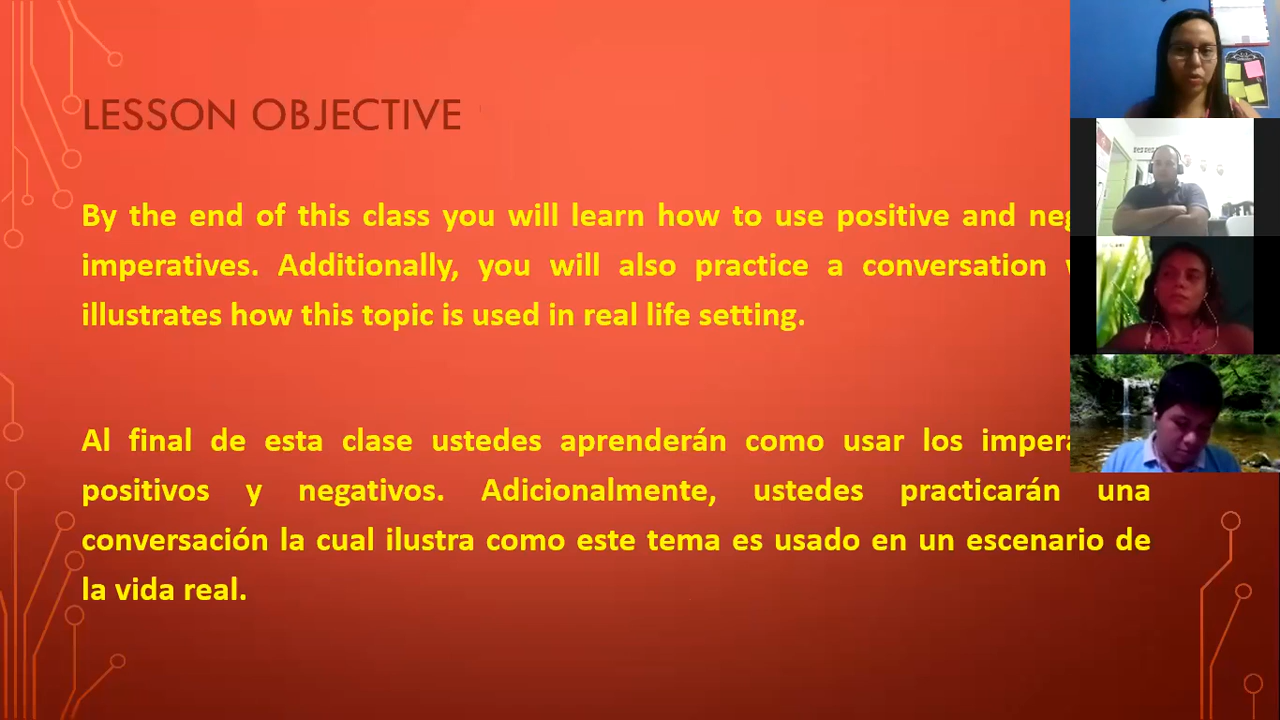 LESSON OBJECTIVE
By the end of this class you will learn how to use positive and
imperatives. Additionally, you will also practice a conversation
illustrates how this topic is used in real life setting.
Al final de esta clase ustedes aprenderán como usar los
positivos y negativos. Adicionalmente, ustedes practicarán una
conversación la cual ilustra como este tema es usado en un escenario de
la vida real.